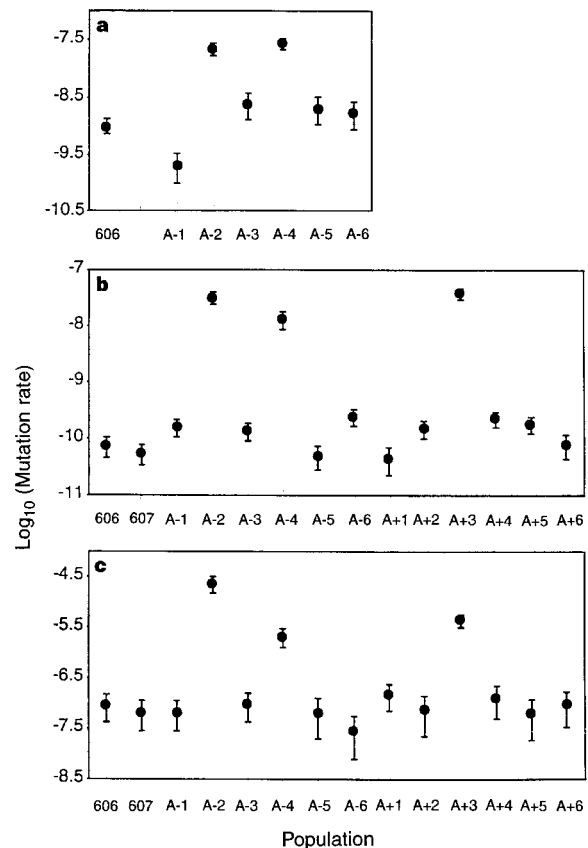 a
-7.5
-8.5
-9.5
-10.5
606 A-1 A-2 A-3 A-4 A-5 A-6
b
-7
-8
-9
-10
-11
606 607 A-1 A-2 A-3 A-4 A-5 A-6 A+1 A+2 A+3 A+4 A+5 A+6
Log10 (Mutation rate)
c
-4.5
-5.5
-6.5
-7.5
-8.5
606 607 A-1 A-2 A-3 A-4 A-5 A-6 A+1 A+2 A+3 A+4 A+5 A+6
Population